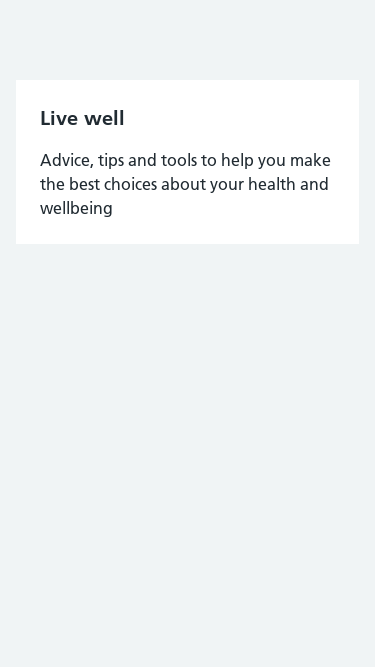 Live well
Advice, tips and tools to help you make
the best choices about your health and
wellbeing